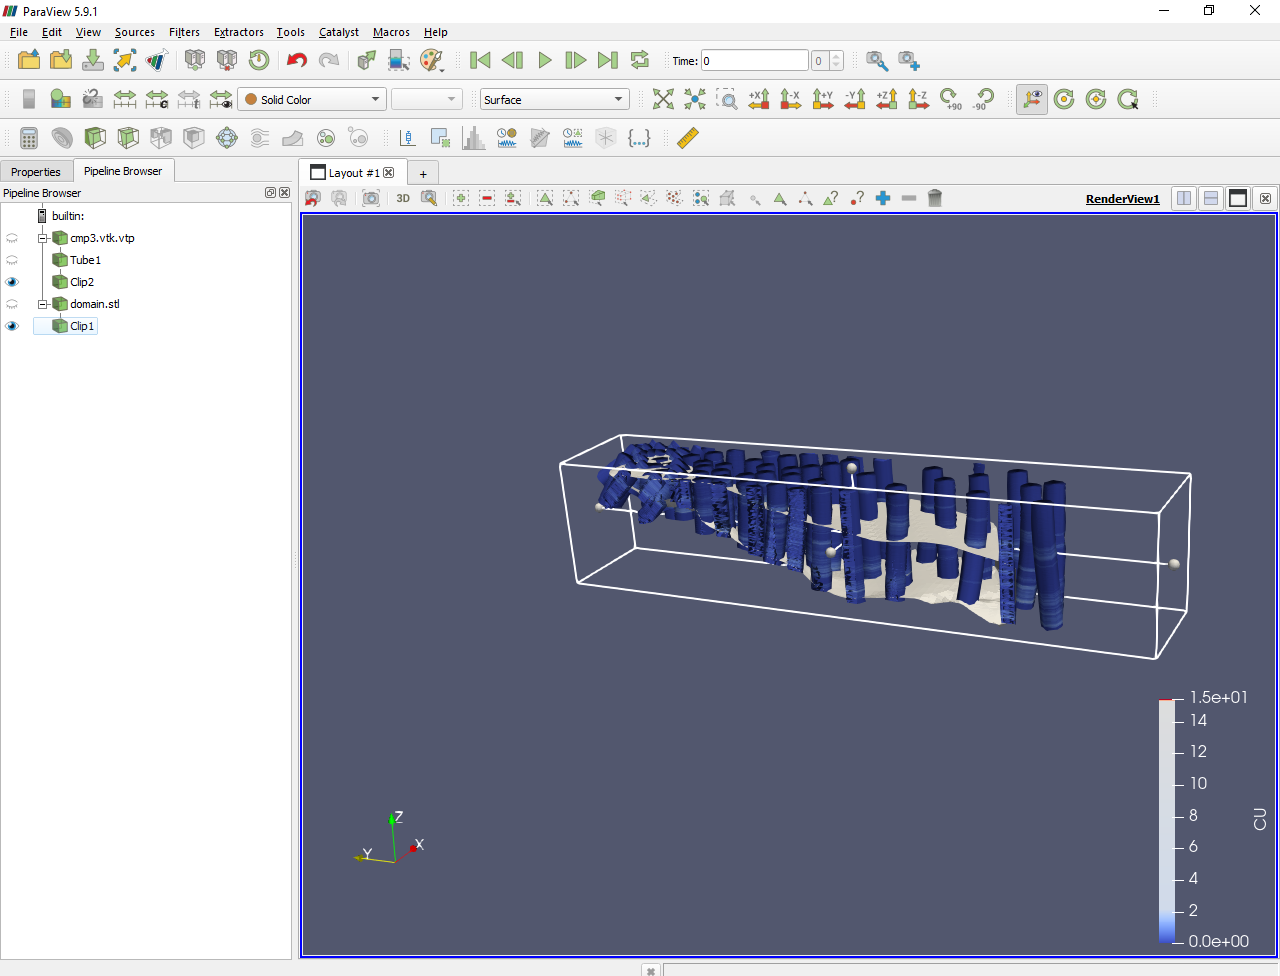 ParaView 5.9.1
File Edit View Sources Filters Extractors Tools Catalyst Macros Help
Time: 0 0
Solid Color Surface +X -X +Y -Y +Z -Z +90 -90
Properties Pipeline Browser Layout #1 +
Pipeline Browser
3D RenderView1
builtin:
cmp3.vtk.vtp
Tube1
Clip2
domain.stl
Clip1
1.5e+01
14
12
10
8
6
4
2
0.0e+00
CU
Z
Y X